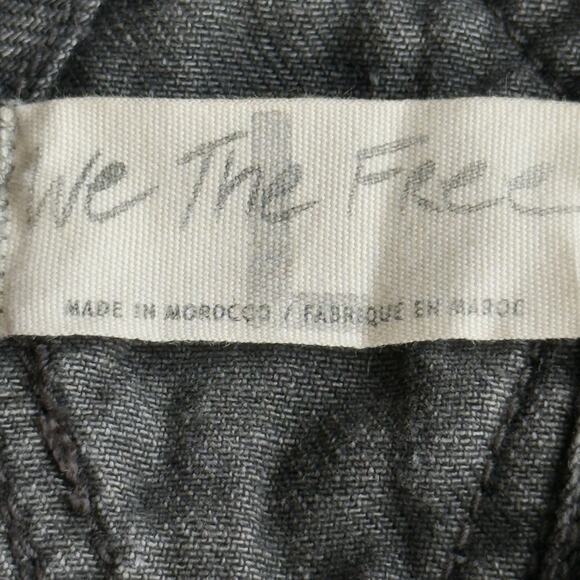 We The Free
L
MADE IN MOROCCO / FABRIQUE EN MAROC